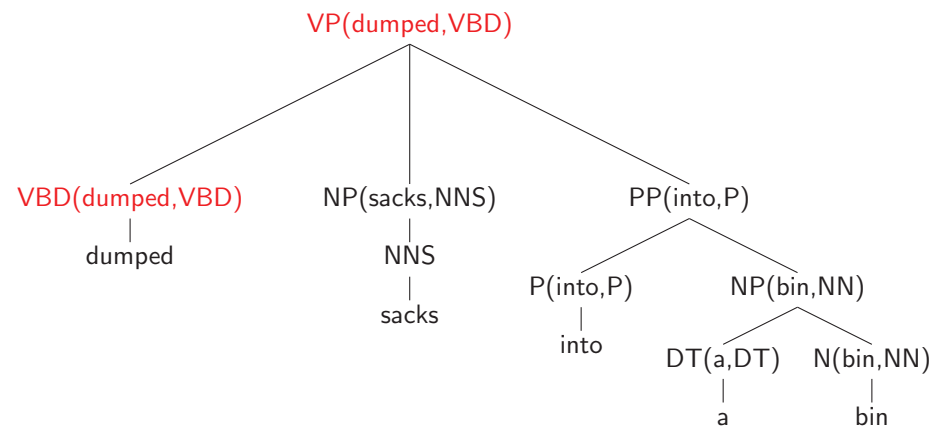 VP(dumped,VBD)
VBD(dumped,VBD) NP(sacks,NNS) PP(into,P)
dumped NNS
P(into,P) NP(bin,NN)
sacks
into
DT(a,DT) N(bin,NN)
a bin